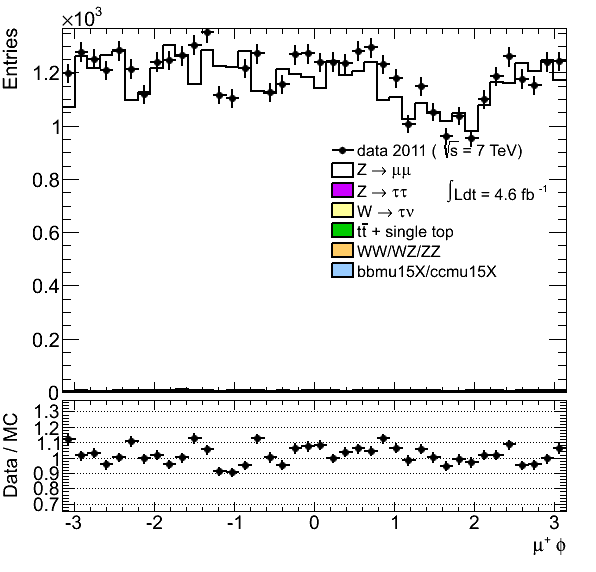 ×10³
Entries
1.2
1
0.8
0.6
0.4
0.2
0
data 2011 ( √s = 7 TeV)
Z → μμ
Z → ττ
∫Ldt = 4.6 fb⁻¹
W → τν
tt̄ + single top
WW/WZ/ZZ
bbmu15X/ccmu15X
Data / MC
1.3
1.2
1.1
1
0.9
0.8
0.7
-3 -2 -1 0 1 2 3
μ⁺ ϕ